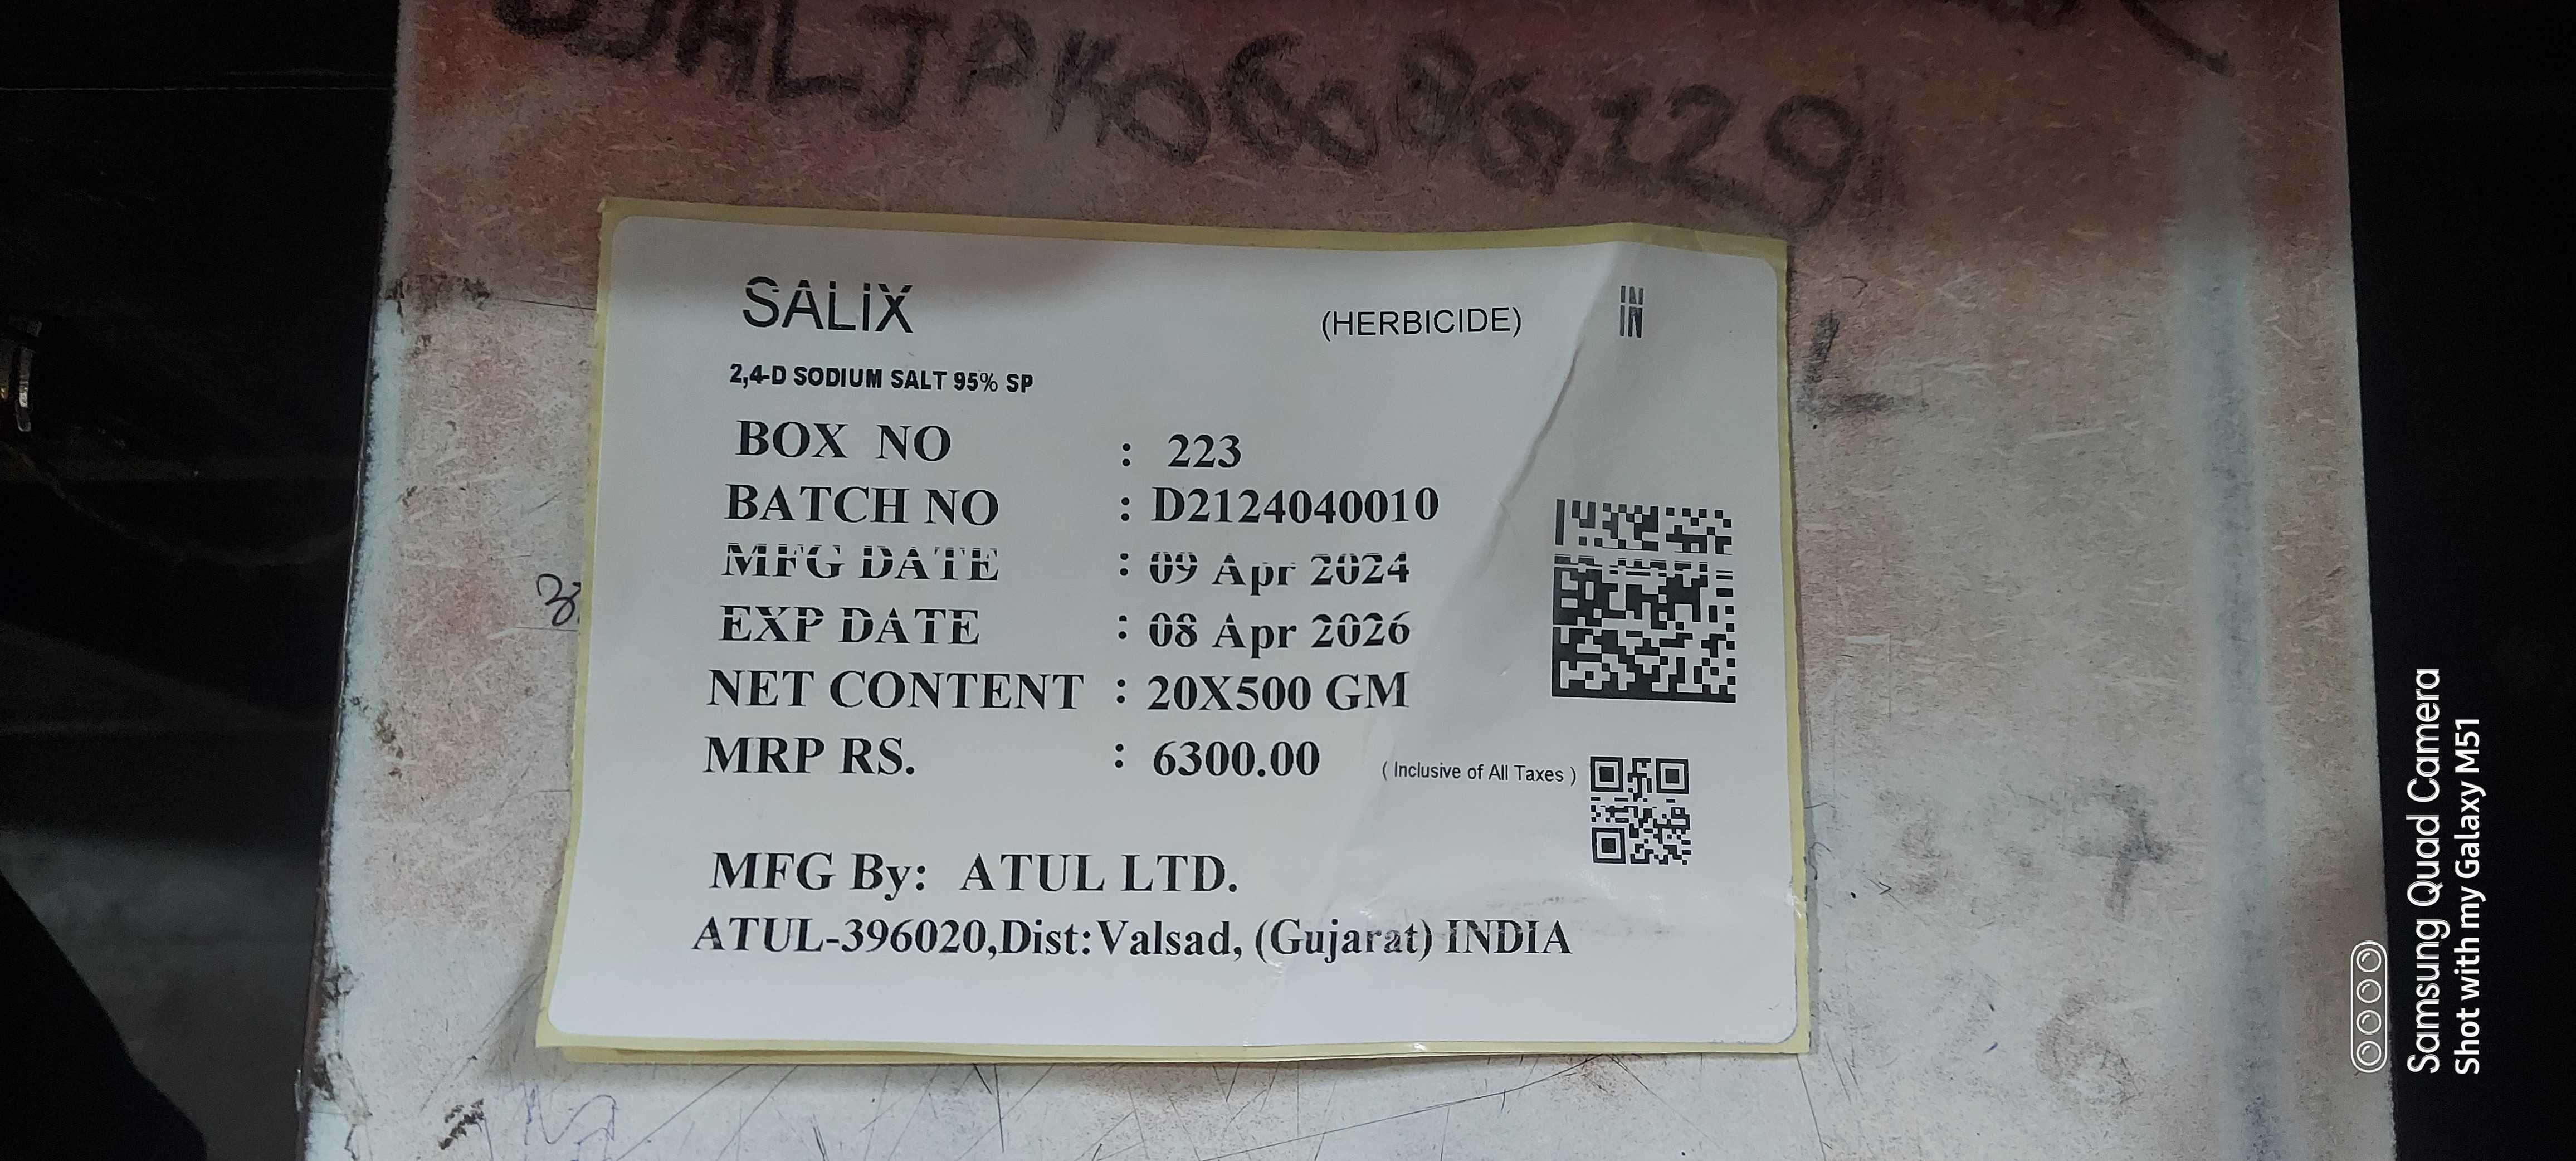 SALIX (HERBICIDE) IN
2,4-D SODIUM SALT 95% SP
BOX NO : 223
BATCH NO : D2124040010
MFG DATE : 09 Apr 2024
EXP DATE : 08 Apr 2026
NET CONTENT : 20X500 GM
MRP RS. : 6300.00 ( Inclusive of All Taxes )
MFG By: ATUL LTD.
ATUL-396020,Dist:Valsad, (Gujarat) INDIA
Samsung Quad Camera
Shot with my Galaxy M51